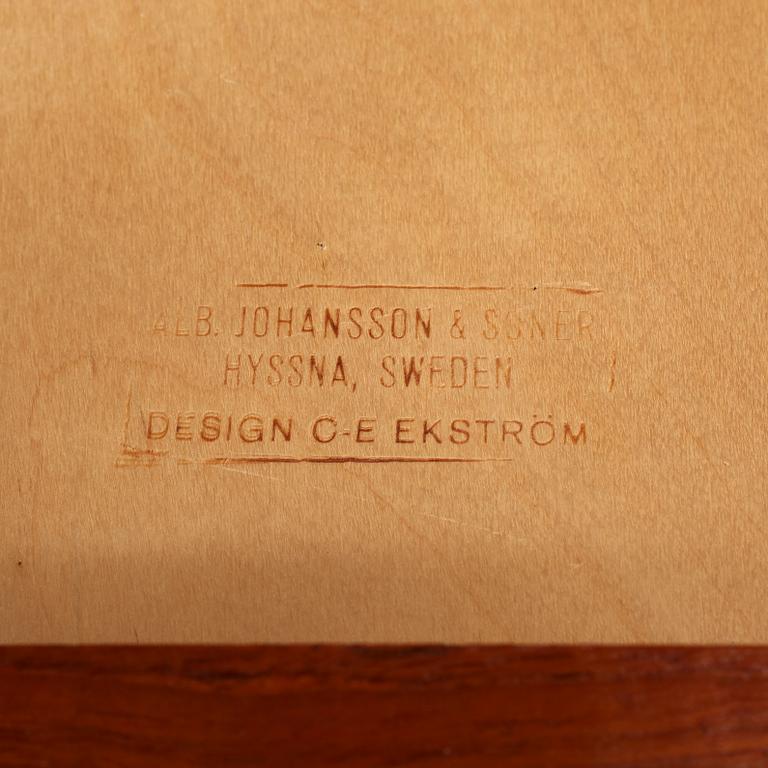 ALB. JOHANSSON & SÖNER
HYSSNA, SWEDEN
DESIGN C-E EKSTRÖM